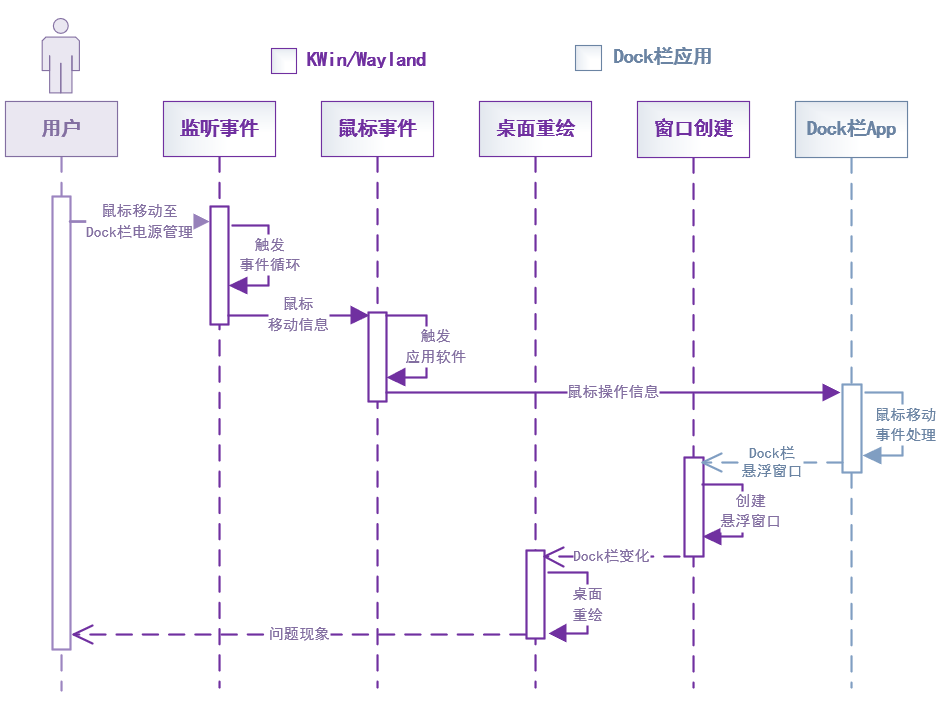 KWin/Wayland
Dock栏应用
用户
监听事件
鼠标事件
桌面重绘
窗口创建
Dock栏App
鼠标移动至
Dock栏电源管理
触发
事件循环
鼠标
移动信息
触发
应用软件
鼠标操作信息
鼠标移动
事件处理
Dock栏
悬浮窗口
创建
悬浮窗口
Dock栏变化
桌面
重绘
问题现象